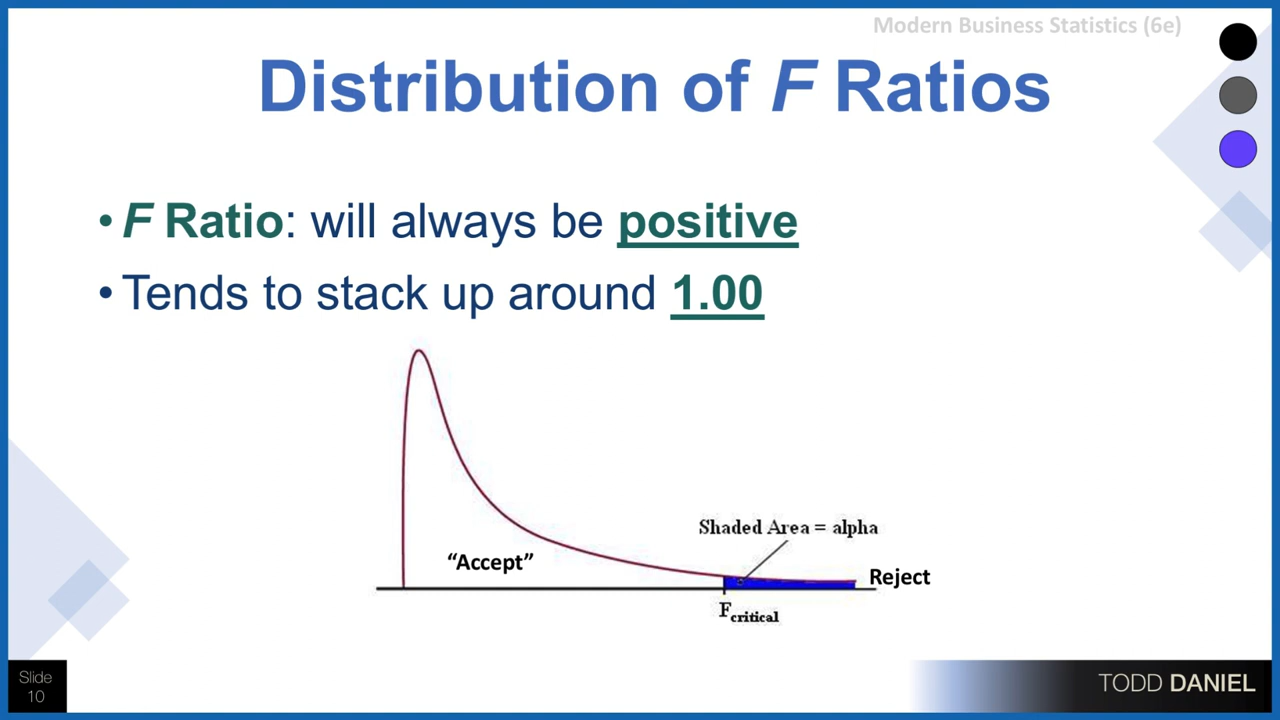 Modern Business Statistics (6e)
Distribution of F Ratios
• F Ratio: will always be positive
• Tends to stack up around 1.00
Shaded Area = alpha
“Accept”
Reject
Fcritical
Slide
10
TODD DANIEL